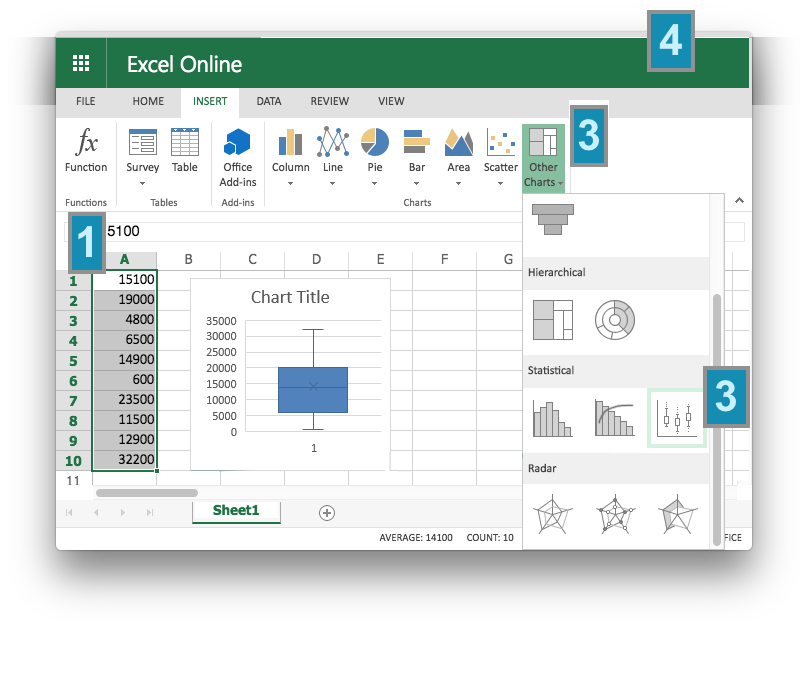 4
Excel Online
FILE HOME INSERT DATA REVIEW VIEW
3
Function Survey Table Office Add-ins Column Line Pie Bar Area Scatter Other Charts
Functions Tables Add-ins Charts
1 5100
A B C D E F G
1 15100
2 19000
3 4800
4 6500
5 14900
6 600
7 23500
8 11500
9 12900
10 32200
11
Chart Title
35000
30000
25000
20000
15000
10000
5000
0
1
Hierarchical
Statistical
3
Radar
Sheet1
AVERAGE: 14100 COUNT: 10 FICE